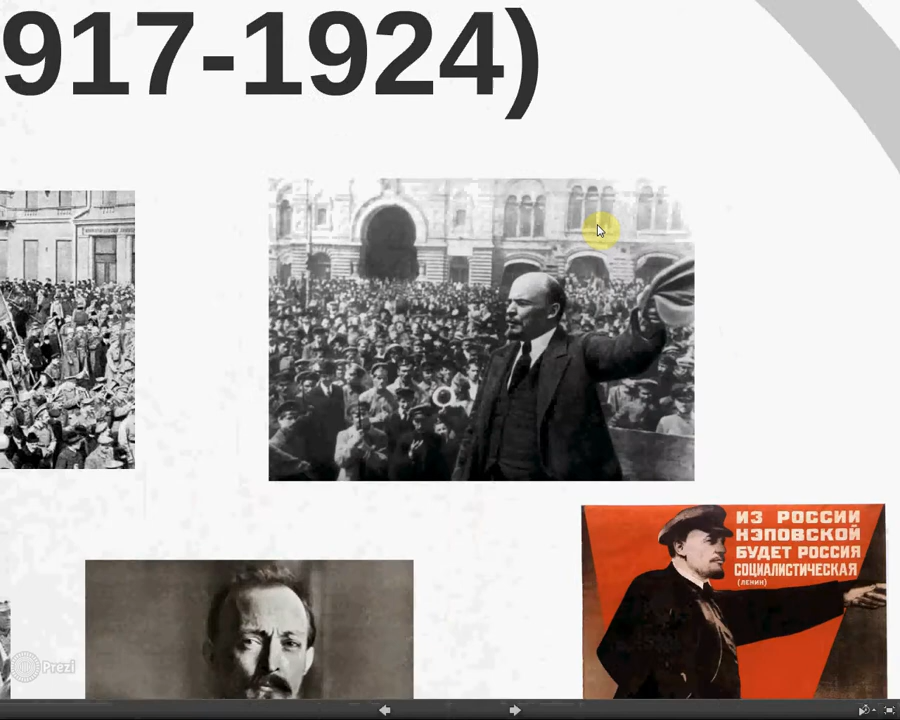 917-1924)
ИЗ РОССИИ
НЭПОВСКОЙ
БУДЕТ РОССИЯ
СОЦИАЛИСТИЧЕСКАЯ
(ЛЕНИН)
Prezi